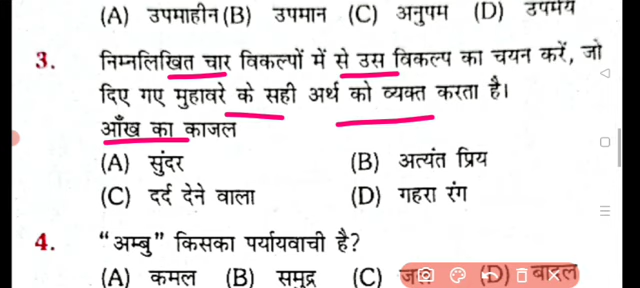 (A) उपमाहीन (B) उपमान (C) अनुपम (D) उपमेय
3. निम्नलिखित चार विकल्पों में से उस विकल्प का चयन करें, जो
दिए गए मुहावरे के सही अर्थ को व्यक्त करता है।
आँख का काजल
(A) सुंदर (B) अत्यंत प्रिय
(C) दर्द देने वाला (D) गहरा रंग
4. “अम्बु” किसका पर्यायवाची है?
(A) कमल (B) समुद्र (C) (D) बादल